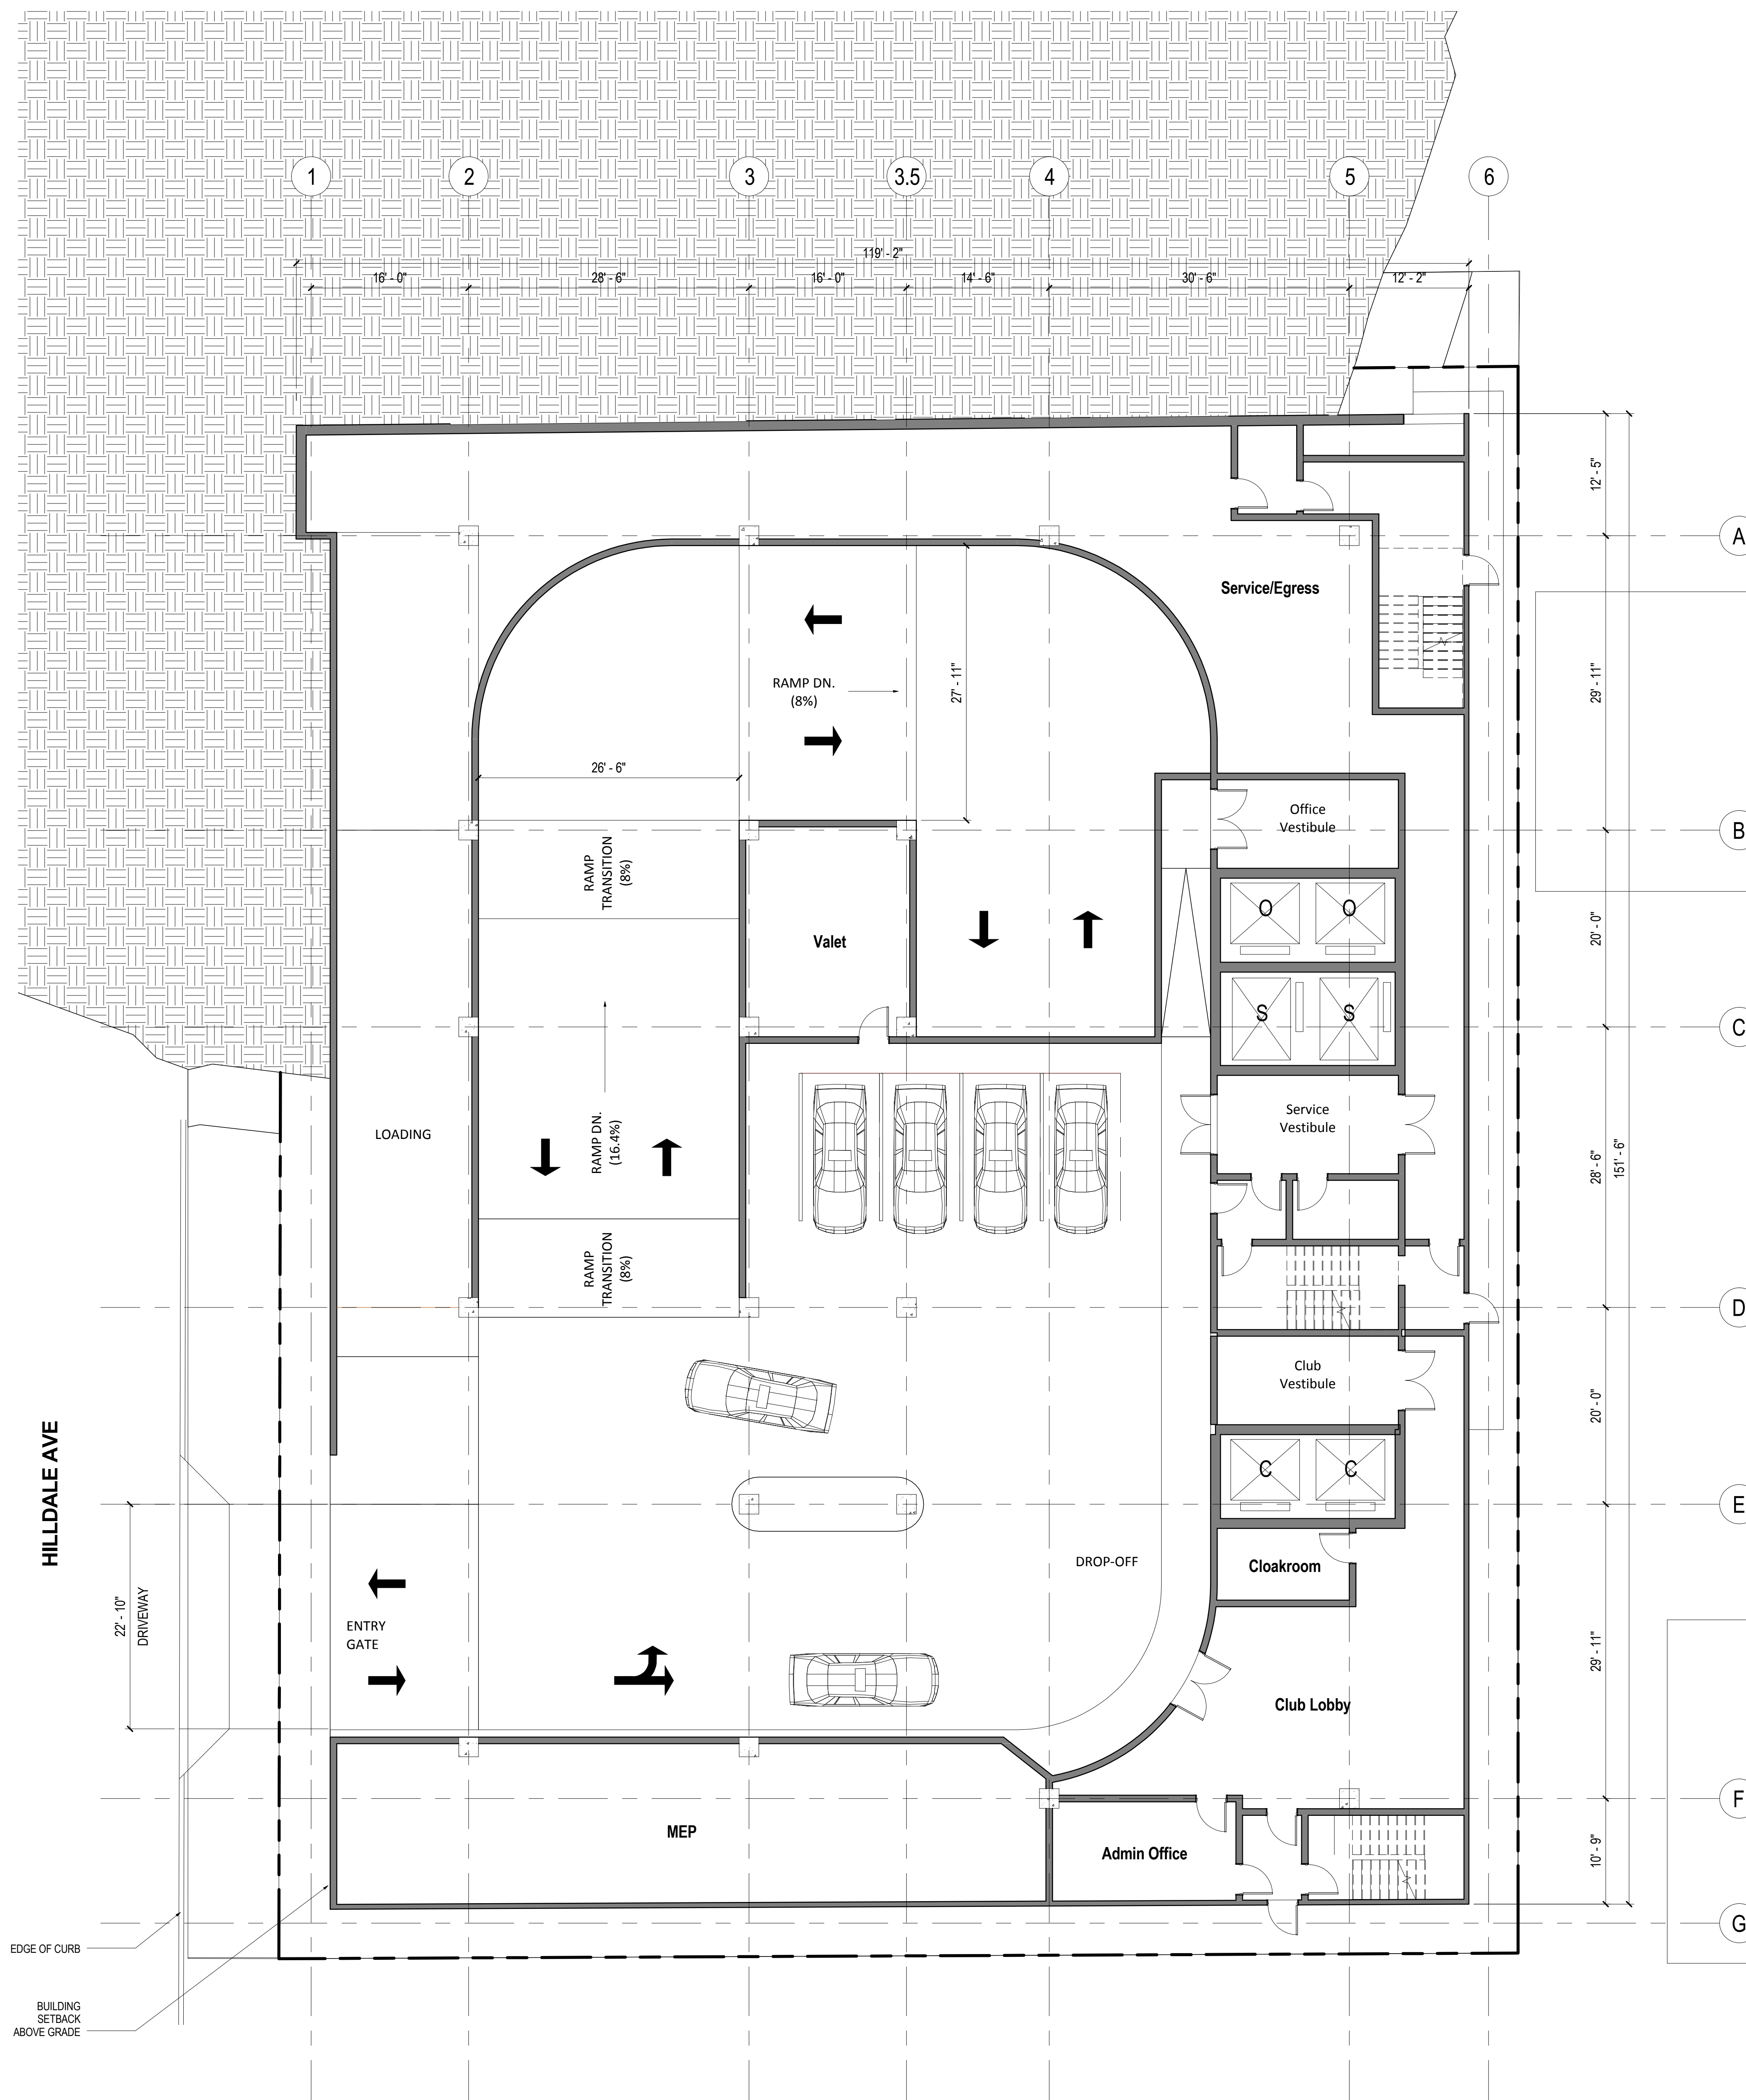 1
2
3
3.5
4
5
6
119' - 2"
16' - 0"
28' - 6"
16' - 0"
14' - 6"
30' - 6"
12' - 2"
12' - 5"
A
Service/Egress
RAMP DN.
(8%)
27' - 11"
29' - 11"
26' - 6"
Office
Vestibule
B
RAMP
TRANSITION
(8%)
O
O
Valet
20' - 0"
S
S
C
RAMP DN.
(16.4%)
LOADING
Service
Vestibule
28' - 6"
151' - 6"
RAMP
TRANSITION
(8%)
D
Club
Vestibule
20' - 0"
HILLDALE AVE
C
C
E
DROP-OFF
Cloakroom
22' - 10"
DRIVEWAY
ENTRY
GATE
29' - 11"
Club Lobby
F
MEP
Admin Office
10' - 9"
G
EDGE OF CURB
BUILDING
SETBACK
ABOVE GRADE